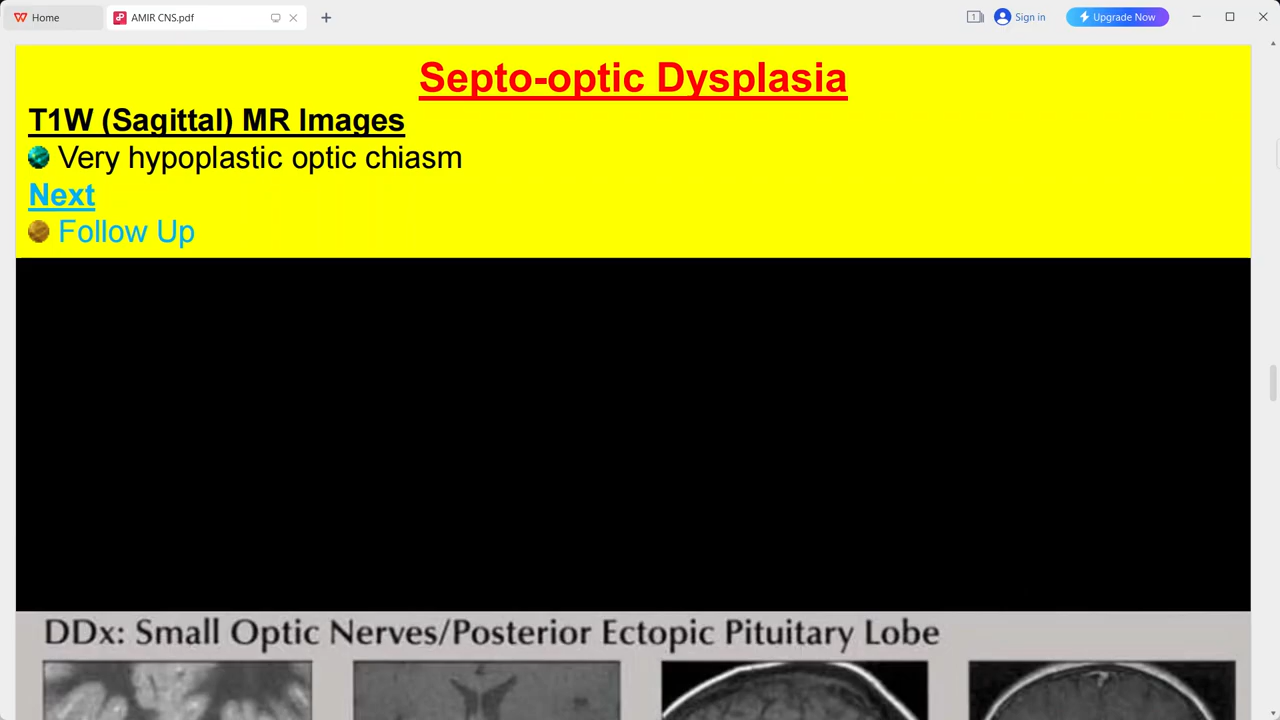 Home
AMIR CNS.pdf
1
Sign in
Upgrade Now
Septo-optic Dysplasia
T1W (Sagittal) MR Images
Very hypoplastic optic chiasm
Next
Follow Up
DDx: Small Optic Nerves/Posterior Ectopic Pituitary Lobe